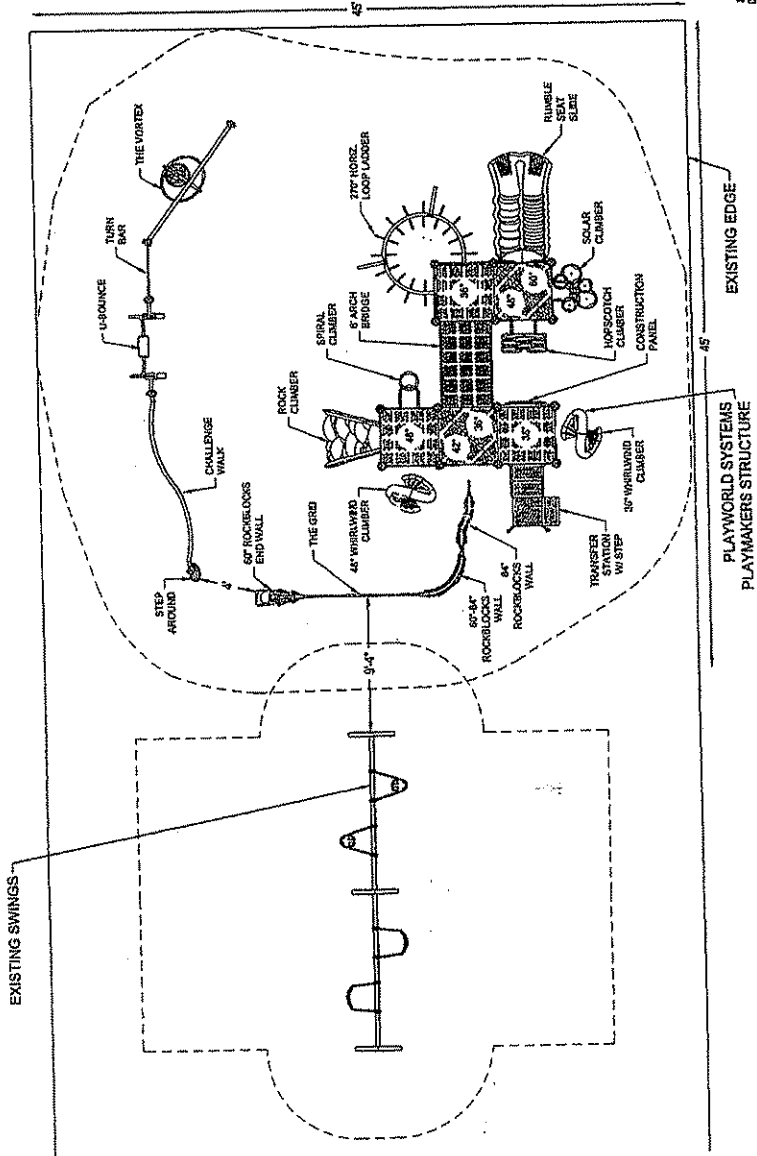 45'
THE VORTEX
TURN
BAR
U-BOUNCE
CHALLENGE
WALK
STEP
AROUND
270° HORIZ.
LOOP LADDER
RUMBLE
SEAT
SLIDE
SPIRAL
CLIMBER
6' ARCH
BRIDGE
ROCK
CLIMBER
36"
48"
60"
SOLAR
CLIMBER
HOPSCOTCH
CLIMBER
CONSTRUCTION
PANEL
48"
42"
36"
48" WHIRLWIND
CLIMBER
THE GRID
60" ROCKBLOCKS
END WALL
60"-84"
ROCKBLOCKS
WALL
84"
ROCKBLOCKS
WALL
TRANSFER
STATION
W/ STEP
WHIRLWIND
CLIMBER
9'-4"
EXISTING SWINGS
EXISTING EDGE
45'
PLAYWORLD SYSTEMS
PLAYMAKERS STRUCTURE